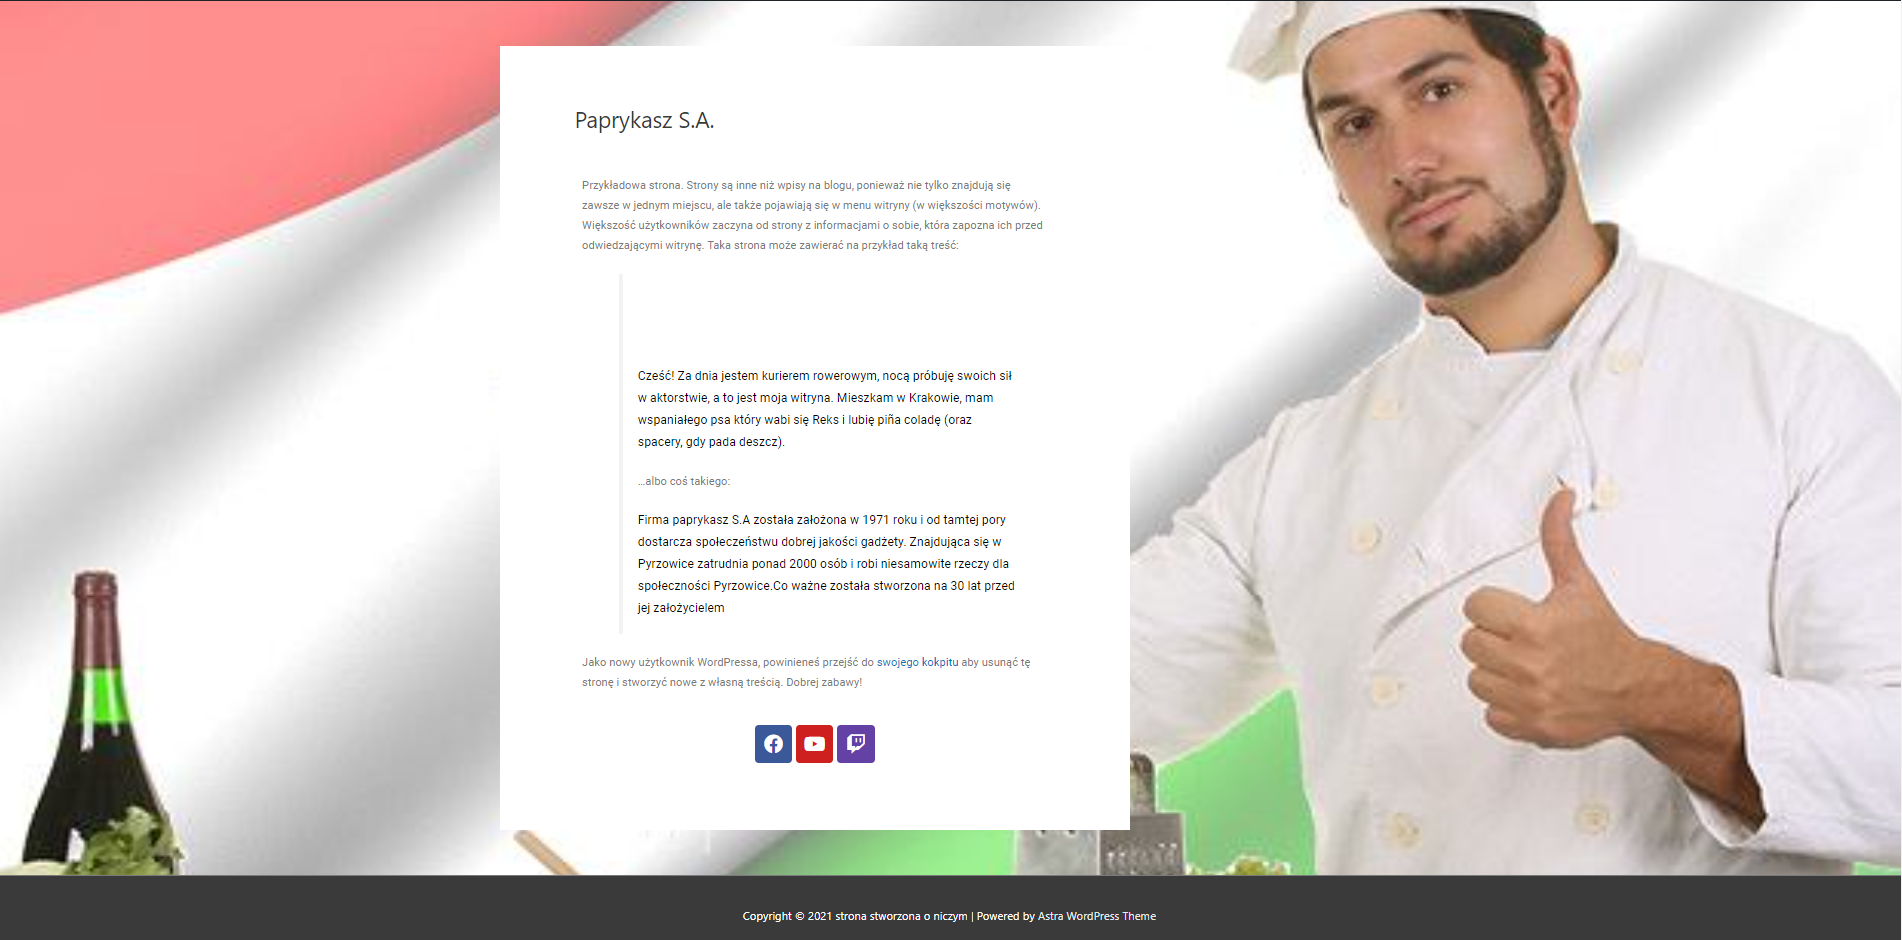 Paprykasz S.A.
Przykładowa strona. Strony są inne niż wpisy na blogu, ponieważ nie tylko znajdują się
zawsze w jednym miejscu, ale także pojawiają się w menu witryny (w większości motywów).
Większość użytkowników zaczyna od strony z informacjami o sobie, która zapozna ich przed
odwiedzającymi witrynę. Taka strona może zawierać na przykład taką treść:
Cześć! Za dnia jestem kurierem rowerowym, nocą próbuję swoich sił
w aktorstwie, a to jest moja witryna. Mieszkam w Krakowie, mam
wspaniałego psa który wabi się Reks i lubię piña coladę (oraz
spacery, gdy pada deszcz).
…albo coś takiego:
Firma paprykasz S.A została założona w 1971 roku i od tamtej pory
dostarcza społeczeństwu dobrej jakości gadżety. Znajdująca się w
Pyrzowice zatrudnia ponad 2000 osób i robi niesamowite rzeczy dla
społeczności Pyrzowice.Co ważne została stworzona na 30 lat przed
jej założycielem
Jako nowy użytkownik WordPressa, powinieneś przejść do swojego kokpitu aby usunąć tę
stronę i stworzyć nowe z własną treścią. Dobrej zabawy!
Copyright © 2021 strona stworzona o niczym | Powered by Astra WordPress Theme